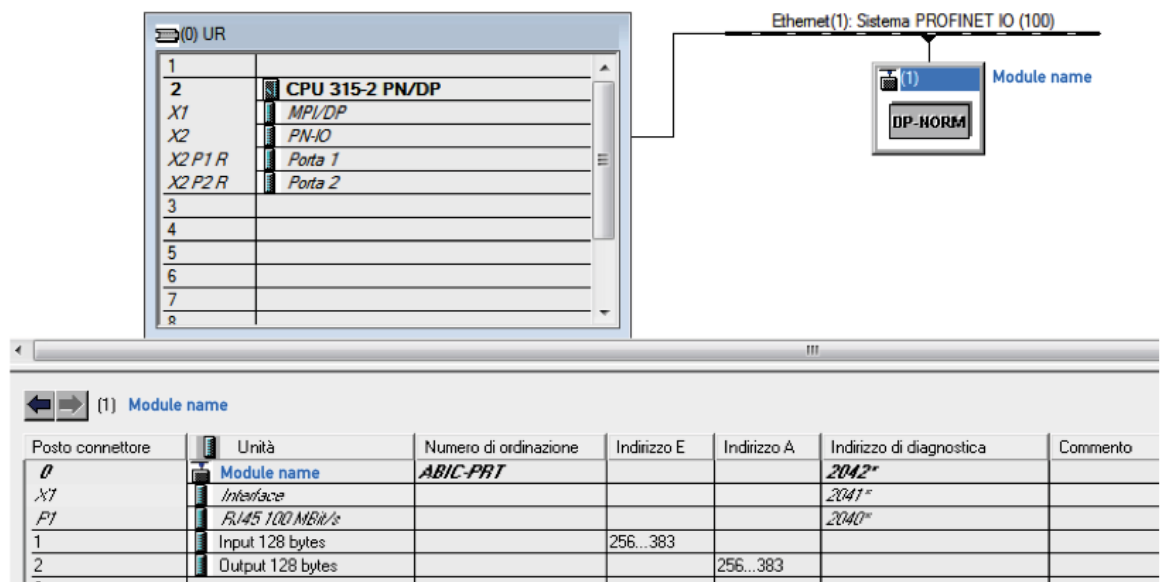 (0) UR
1
2 CPU 315-2 PN/DP
X1 MPI/DP
X2 PN-IO
X2 P1 R Porta 1
X2 P2 R Porta 2
3
4
5
6
7
8
Ethernet(1): Sistema PROFINET IO (100)
(1) Module name
DP-NORM
(1) Module name
Posto connettore Unità Numero di ordinazione Indirizzo E Indirizzo A Indirizzo di diagnostica Commento
0 Module name ABIC-PRT 2042*
X1 Interface 2041*
P1 RJ45 100 MBit/s 2040*
1 Input 128 bytes 256...383
2 Output 128 bytes 256...383